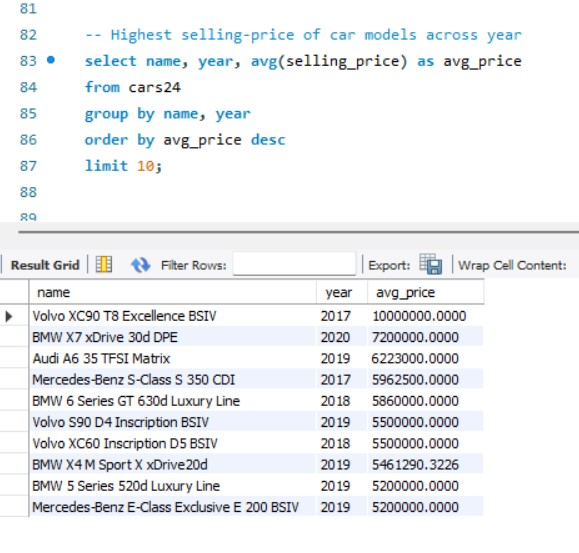 81
82 -- Highest selling-price of car models across year
83 select name, year, avg(selling_price) as avg_price
84 from cars24
85 group by name, year
86 order by avg_price desc
87 limit 10;
88
89
Result Grid Filter Rows: Export: Wrap Cell Content:
name year avg_price
Volvo XC90 T8 Excellence BSIV 2017 10000000.0000
BMW X7 xDrive 30d DPE 2020 7200000.0000
Audi A6 35 TFSI Matrix 2019 6223000.0000
Mercedes-Benz S-Class S 350 CDI 2017 5962500.0000
BMW 6 Series GT 630d Luxury Line 2018 5860000.0000
Volvo S90 D4 Inscription BSIV 2019 5500000.0000
Volvo XC60 Inscription D5 BSIV 2018 5500000.0000
BMW X4 M Sport X xDrive20d 2019 5461290.3226
BMW 5 Series 520d Luxury Line 2019 5200000.0000
Mercedes-Benz E-Class Exclusive E 200 BSIV 2019 5200000.0000